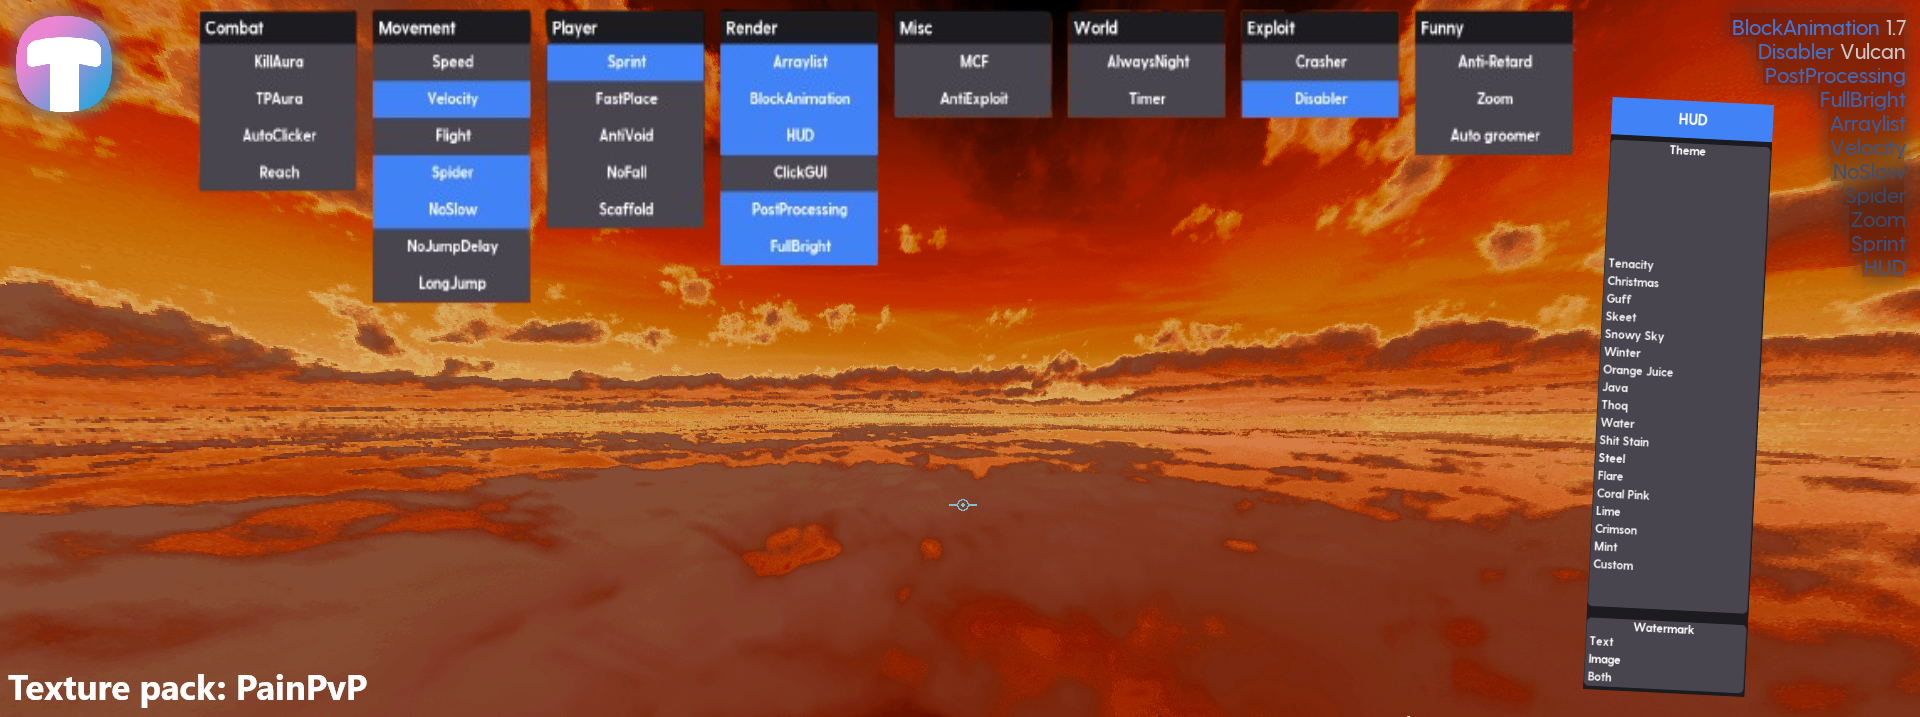 Combat
KillAura
TPAura
AutoClicker
Reach
Movement
Speed
Velocity
Flight
Spider
NoSlow
NoJumpDelay
LongJump
Player
Sprint
FastPlace
AntiVoid
NoFall
Scaffold
Render
Arraylist
BlockAnimation
HUD
ClickGUI
PostProcessing
FullBright
Misc
MCF
AntiExploit
World
AlwaysNight
Timer
Exploit
Crasher
Disabler
Funny
Anti-Retard
Zoom
Auto groomer
BlockAnimation 1.7
Disabler Vulcan
PostProcessing
FullBright
Arraylist
Velocity
NoSlow
Spider
Zoom
Sprint
HUD
HUD
Theme
Tenacity
Christmas
Guff
Skeet
Snowy Sky
Winter
Orange Juice
Java
Thoq
Water
Shit Stain
Steel
Flare
Coral Pink
Lime
Crimson
Mint
Custom
Watermark
Text
Image
Both
T
Texture pack: PainPvP